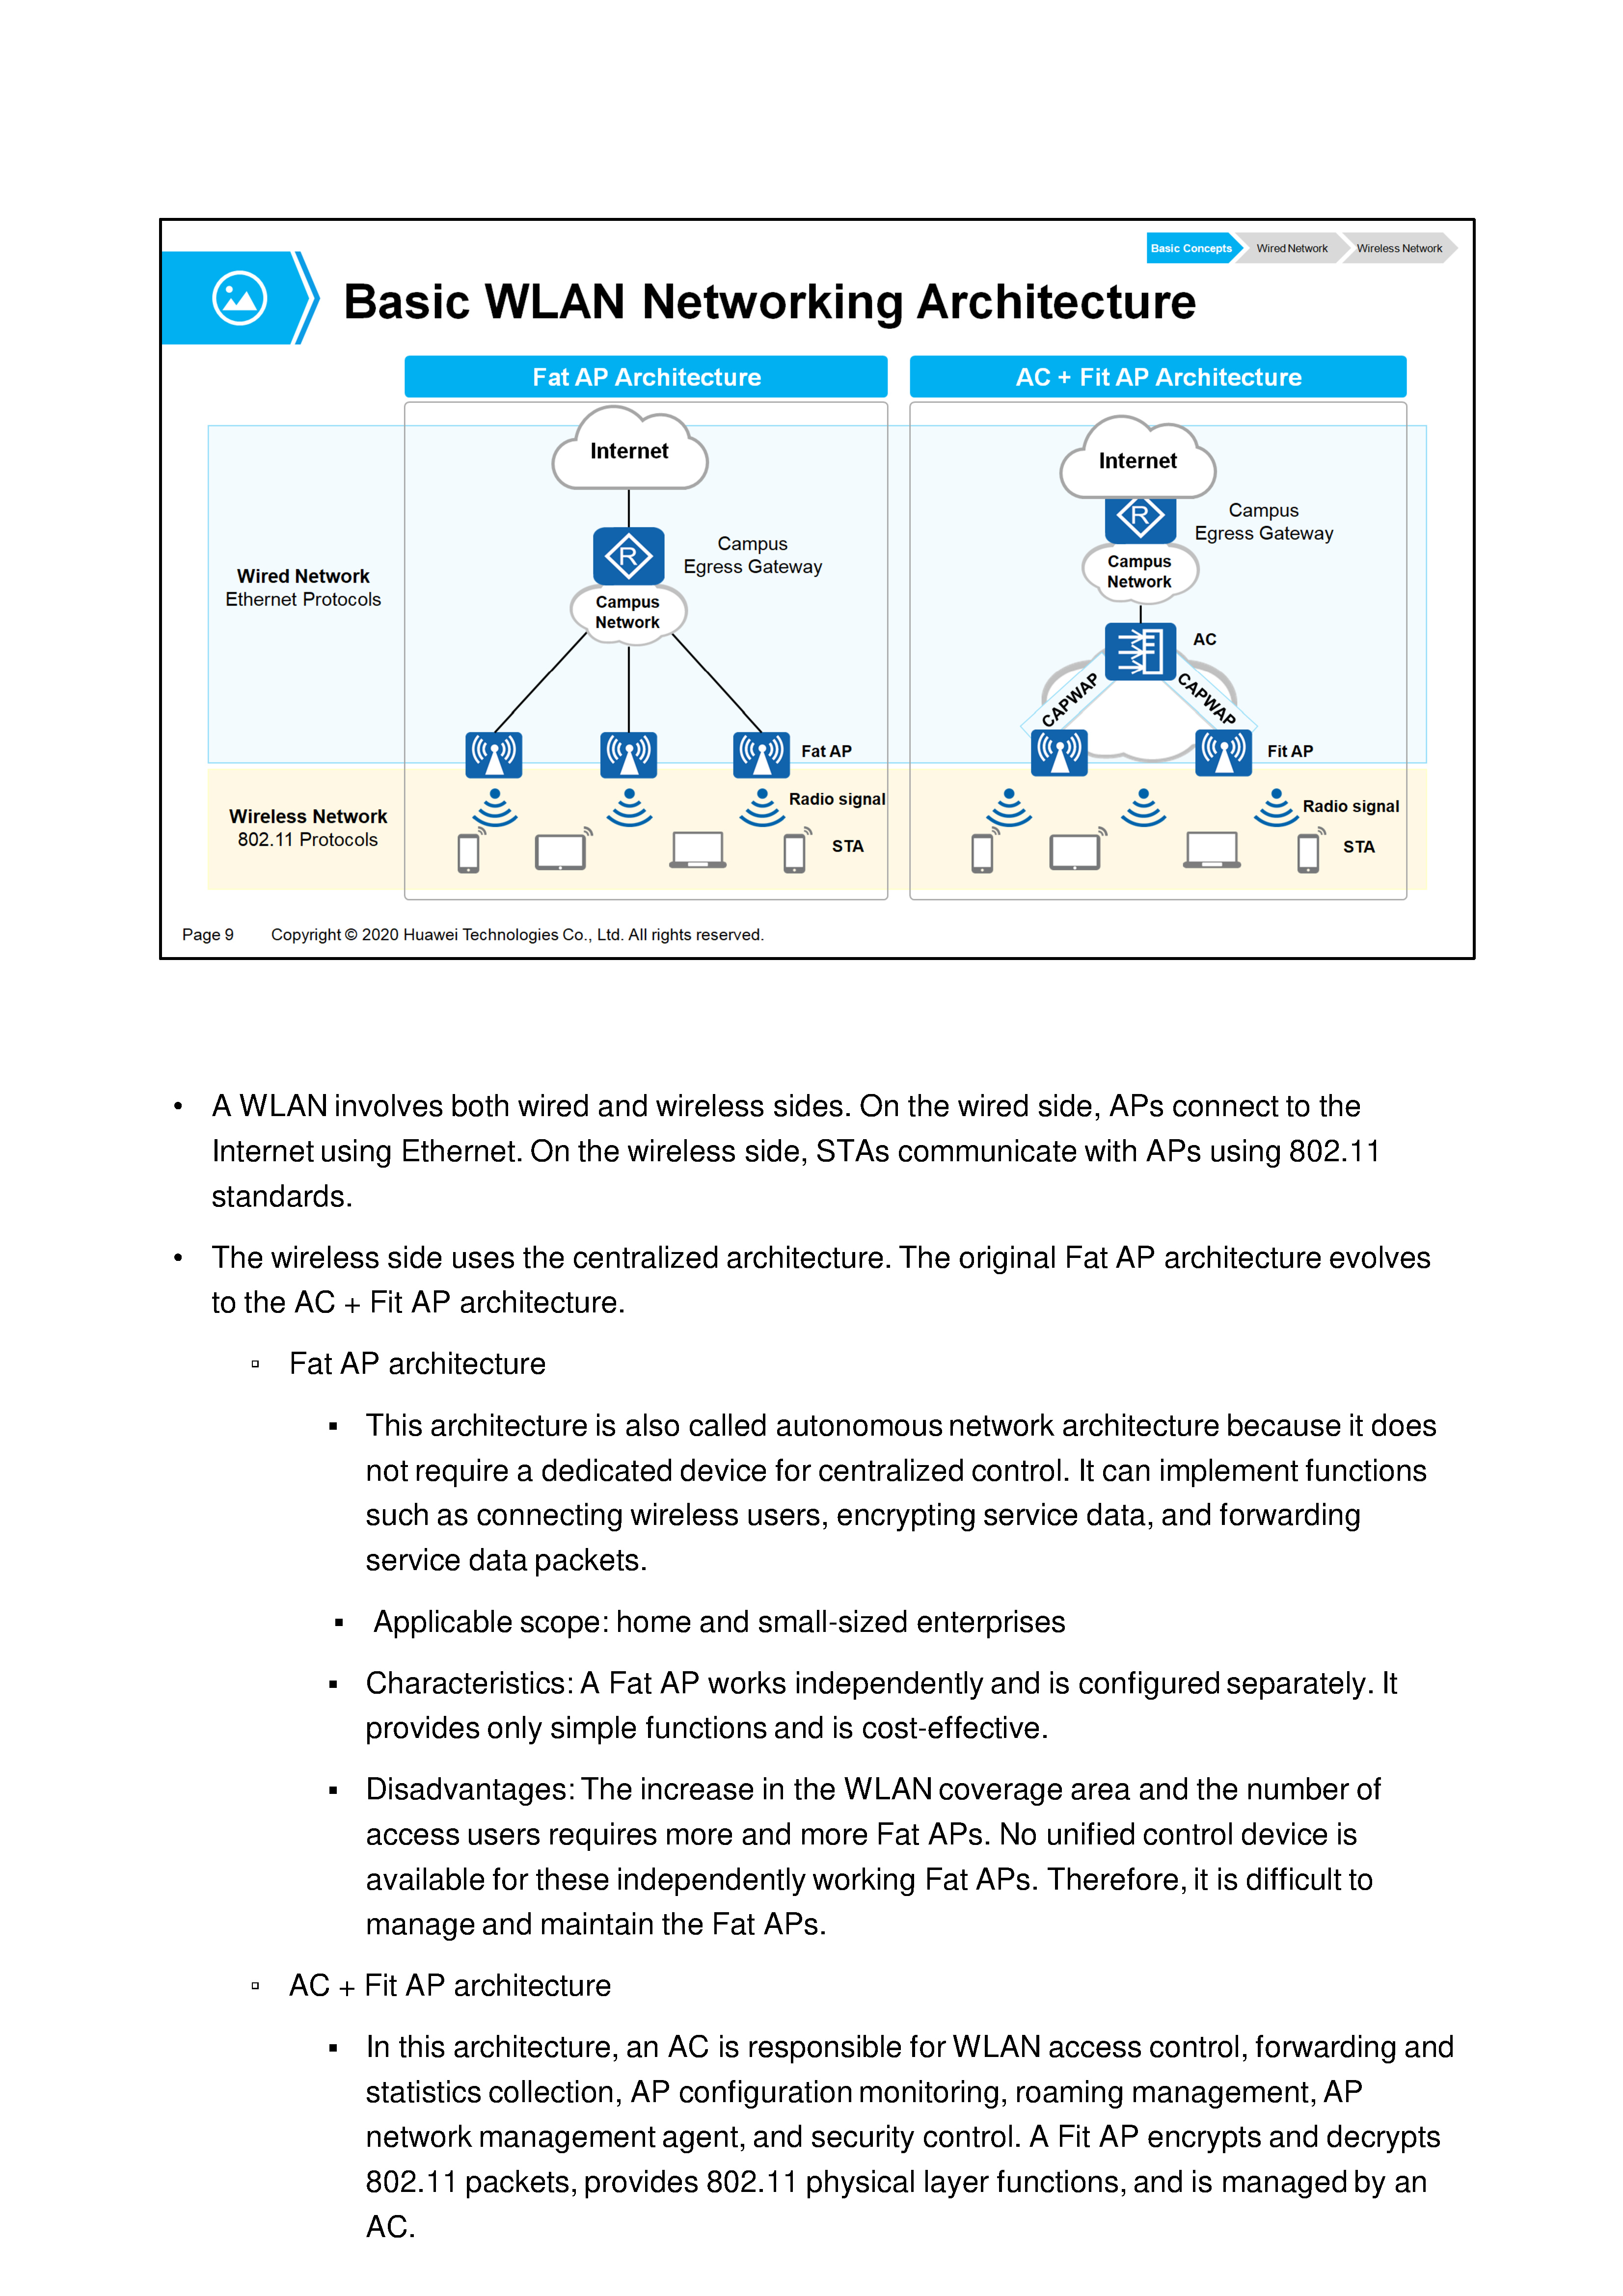 Basic Concepts
Wired Network
Wireless Network
Basic WLAN Networking Architecture
Fat AP Architecture
AC + Fit AP Architecture
Internet
Internet
Campus
Egress Gateway
Campus
Egress Gateway
Wired Network
Ethernet Protocols
Campus
Network
Campus
Network
AC
CAPWAP
CAPWAP
Fat AP
Fit AP
Wireless Network
802.11 Protocols
Radio signal
Radio signal
STA
STA
Page 9
Copyright © 2020 Huawei Technologies Co., Ltd. All rights reserved.
• A WLAN involves both wired and wireless sides. On the wired side, APs connect to the
Internet using Ethernet. On the wireless side, STAs communicate with APs using 802.11
standards.
• The wireless side uses the centralized architecture. The original Fat AP architecture evolves
to the AC + Fit AP architecture.
▫ Fat AP architecture
▪ This architecture is also called autonomous network architecture because it does
not require a dedicated device for centralized control. It can implement functions
such as connecting wireless users, encrypting service data, and forwarding
service data packets.
▪ Applicable scope: home and small-sized enterprises
▪ Characteristics: A Fat AP works independently and is configured separately. It
provides only simple functions and is cost-effective.
▪ Disadvantages: The increase in the WLAN coverage area and the number of
access users requires more and more Fat APs. No unified control device is
available for these independently working Fat APs. Therefore, it is difficult to
manage and maintain the Fat APs.
▫ AC + Fit AP architecture
▪ In this architecture, an AC is responsible for WLAN access control, forwarding and
statistics collection, AP configuration monitoring, roaming management, AP
network management agent, and security control. A Fit AP encrypts and decrypts
802.11 packets, provides 802.11 physical layer functions, and is managed by an
AC.